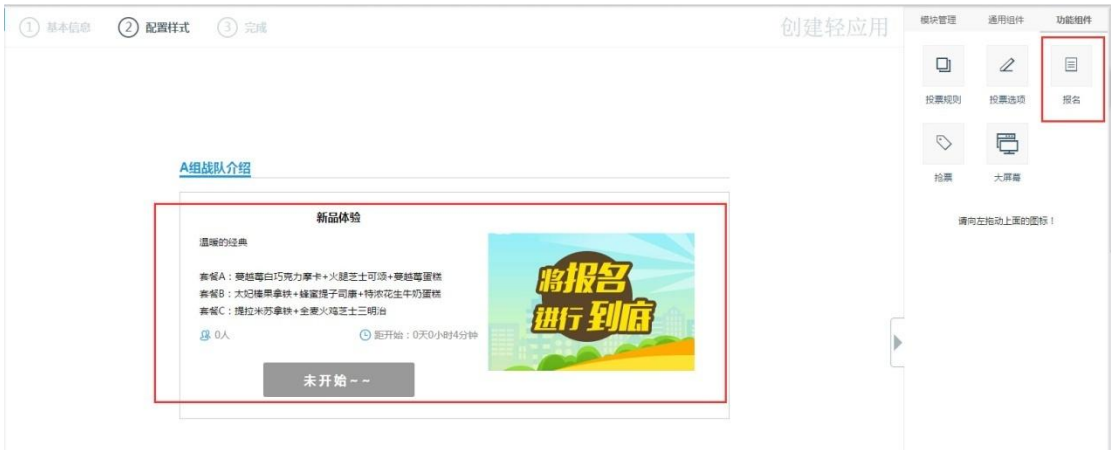 1 基本信息 2 配置样式 3 完成
创建轻应用
模块管理 通用组件 功能组件
投票规则 投票选项 报名
抢票 大屏幕
请向左拖动上面的图标！
A组战队介绍
新品体验
温暖的经典
套餐A：蔓越莓白巧克力摩卡+火腿芝士可颂+蔓越莓蛋糕
套餐B：太妃榛果拿铁+蜂蜜提子司康+特浓花生牛奶蛋糕
套餐C：提拉米苏拿铁+全麦火鸡芝士三明治
0人 距开始：0天0小时4分钟
未开始~~
将报名
进行到底